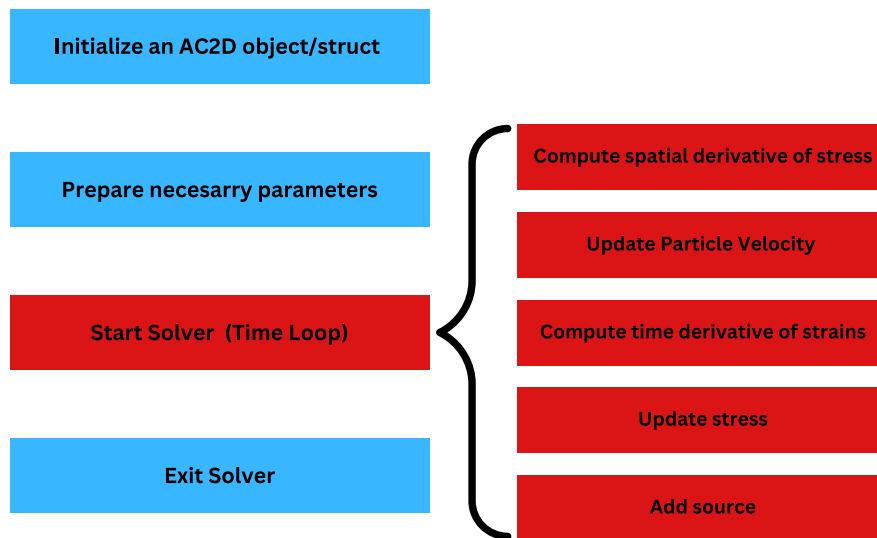 Initialize an AC2D object/struct
Prepare necesarry parameters
Start Solver  (Time Loop)
Exit Solver
Compute spatial derivative of stress
Update Particle Velocity
Compute time derivative of strains
Update stress
Add source